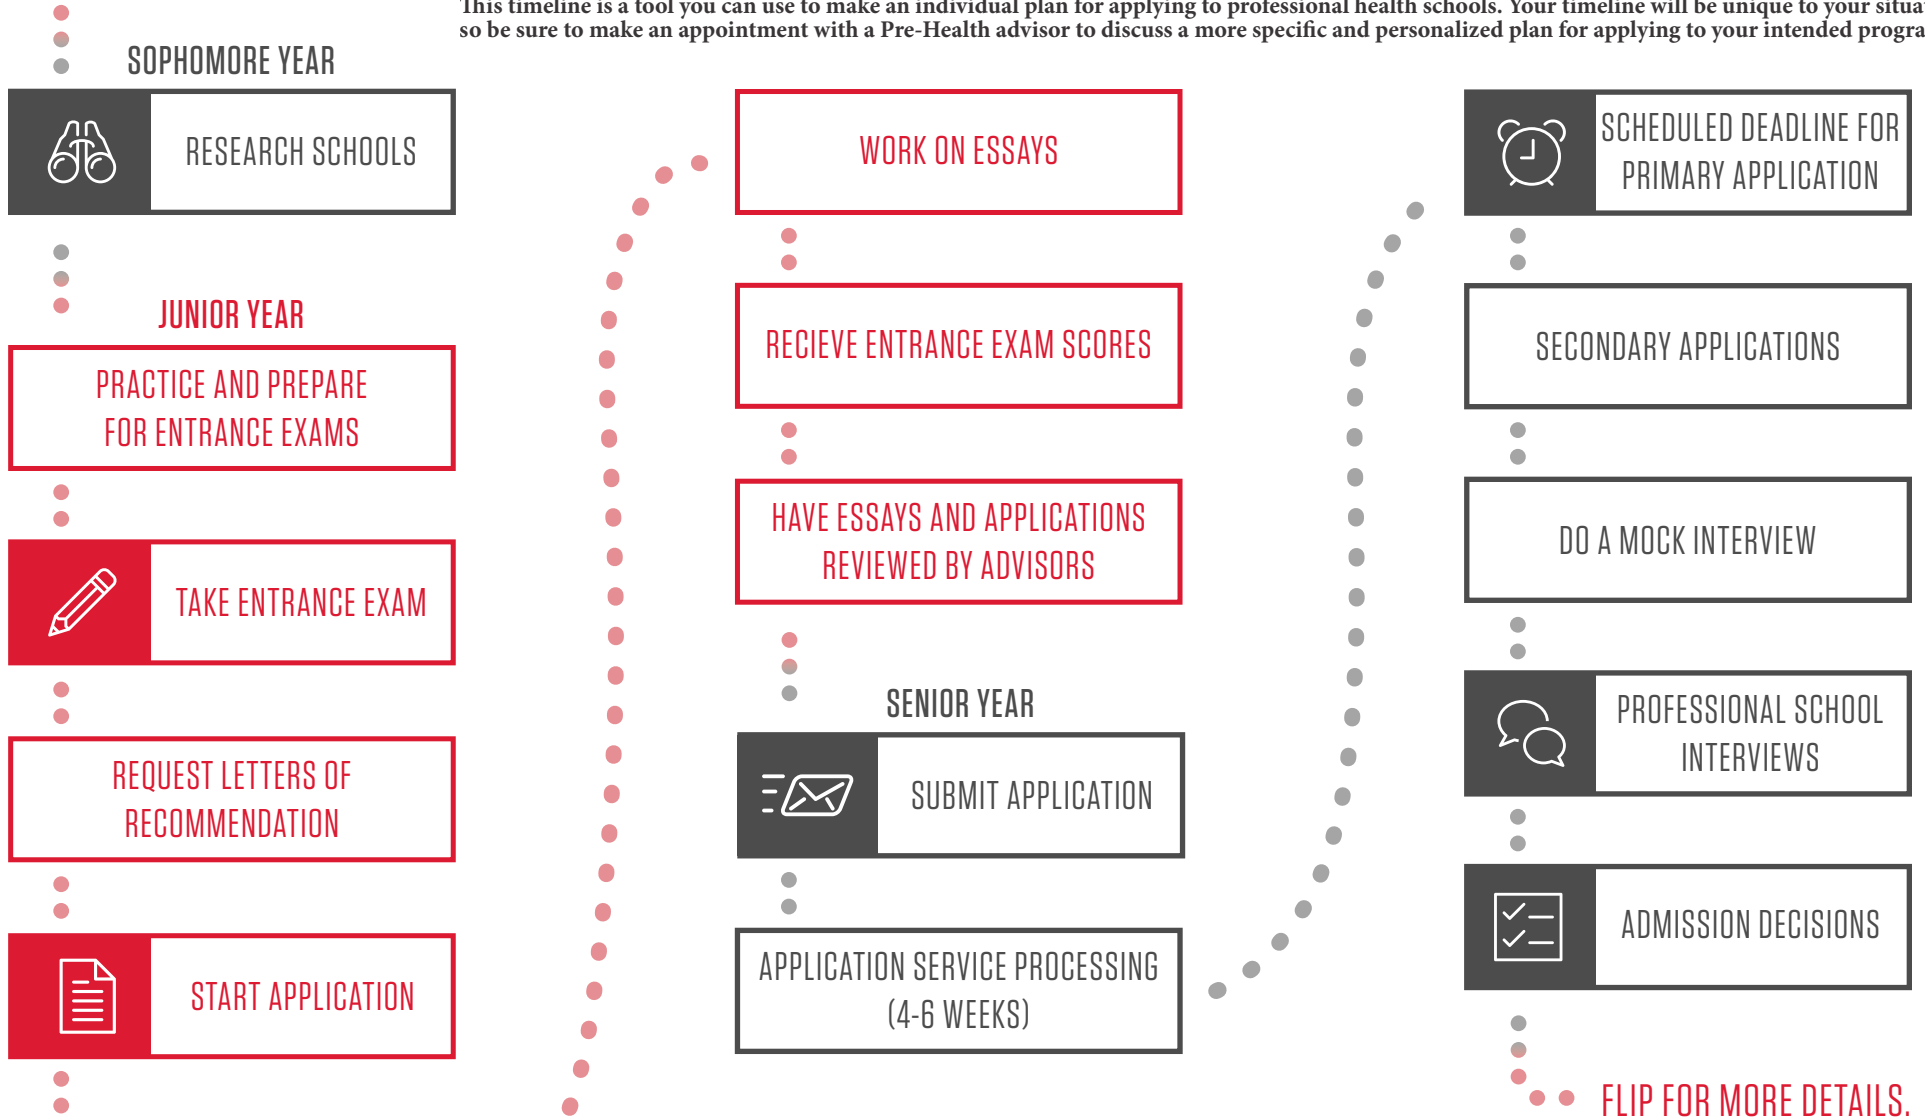 This timeline is a tool you can use to make an individual plan for applying to professional health schools. Your timeline will be unique to your
so be sure to make an appointment with a Pre-Health advisor to discuss a more specific and personalized plan for applying to your intended
SOPHOMORE YEAR
RESEARCH SCHOOLS
JUNIOR YEAR
PRACTICE AND PREPARE
FOR ENTRANCE EXAMS
TAKE ENTRANCE EXAM
REQUEST LETTERS OF
RECOMMENDATION
START APPLICATION
WORK ON ESSAYS
RECIEVE ENTRANCE EXAM SCORES
HAVE ESSAYS AND APPLICATIONS
REVIEWED BY ADVISORS
SENIOR YEAR
SUBMIT APPLICATION
APPLICATION SERVICE PROCESSING
(4-6 WEEKS)
SCHEDULED DEADLINE FOR
PRIMARY APPLICATION
SECONDARY APPLICATIONS
DO A MOCK INTERVIEW
PROFESSIONAL SCHOOL
INTERVIEWS
ADMISSION DECISIONS
FLIP FOR MORE DETAILS.